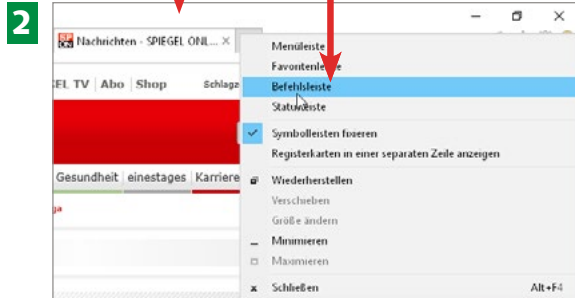 2
Nachrichten - SPIEGEL ONL...
Menüleiste
Favoritenleiste
EL TV Abo Shop Schlagz
Befehlsleiste
Statusleiste
Symbolleisten fixieren
Registerkarten in einer separaten Zeile anzeigen
Gesundheit einestages Karriere
Wiederherstellen
Verschieben
Größe ändern
Minimieren
Maximieren
Schließen Alt+F4